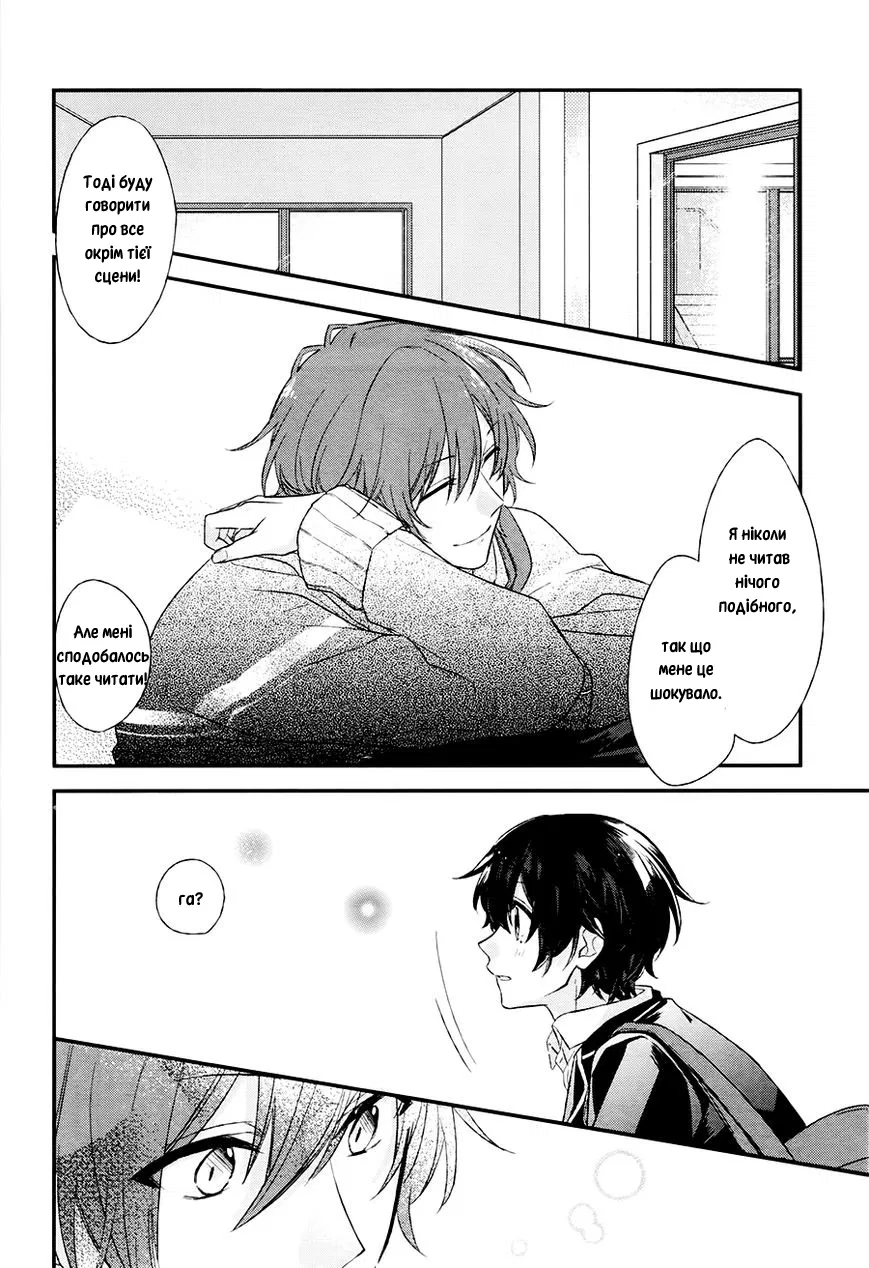 Тоді буду
говорити
про все
окрім тієї
сцени!
Я ніколи
не читав
нічого
подібного,
так що
мене це
шокувало.
Але мені
сподобалось
таке читати!
га?